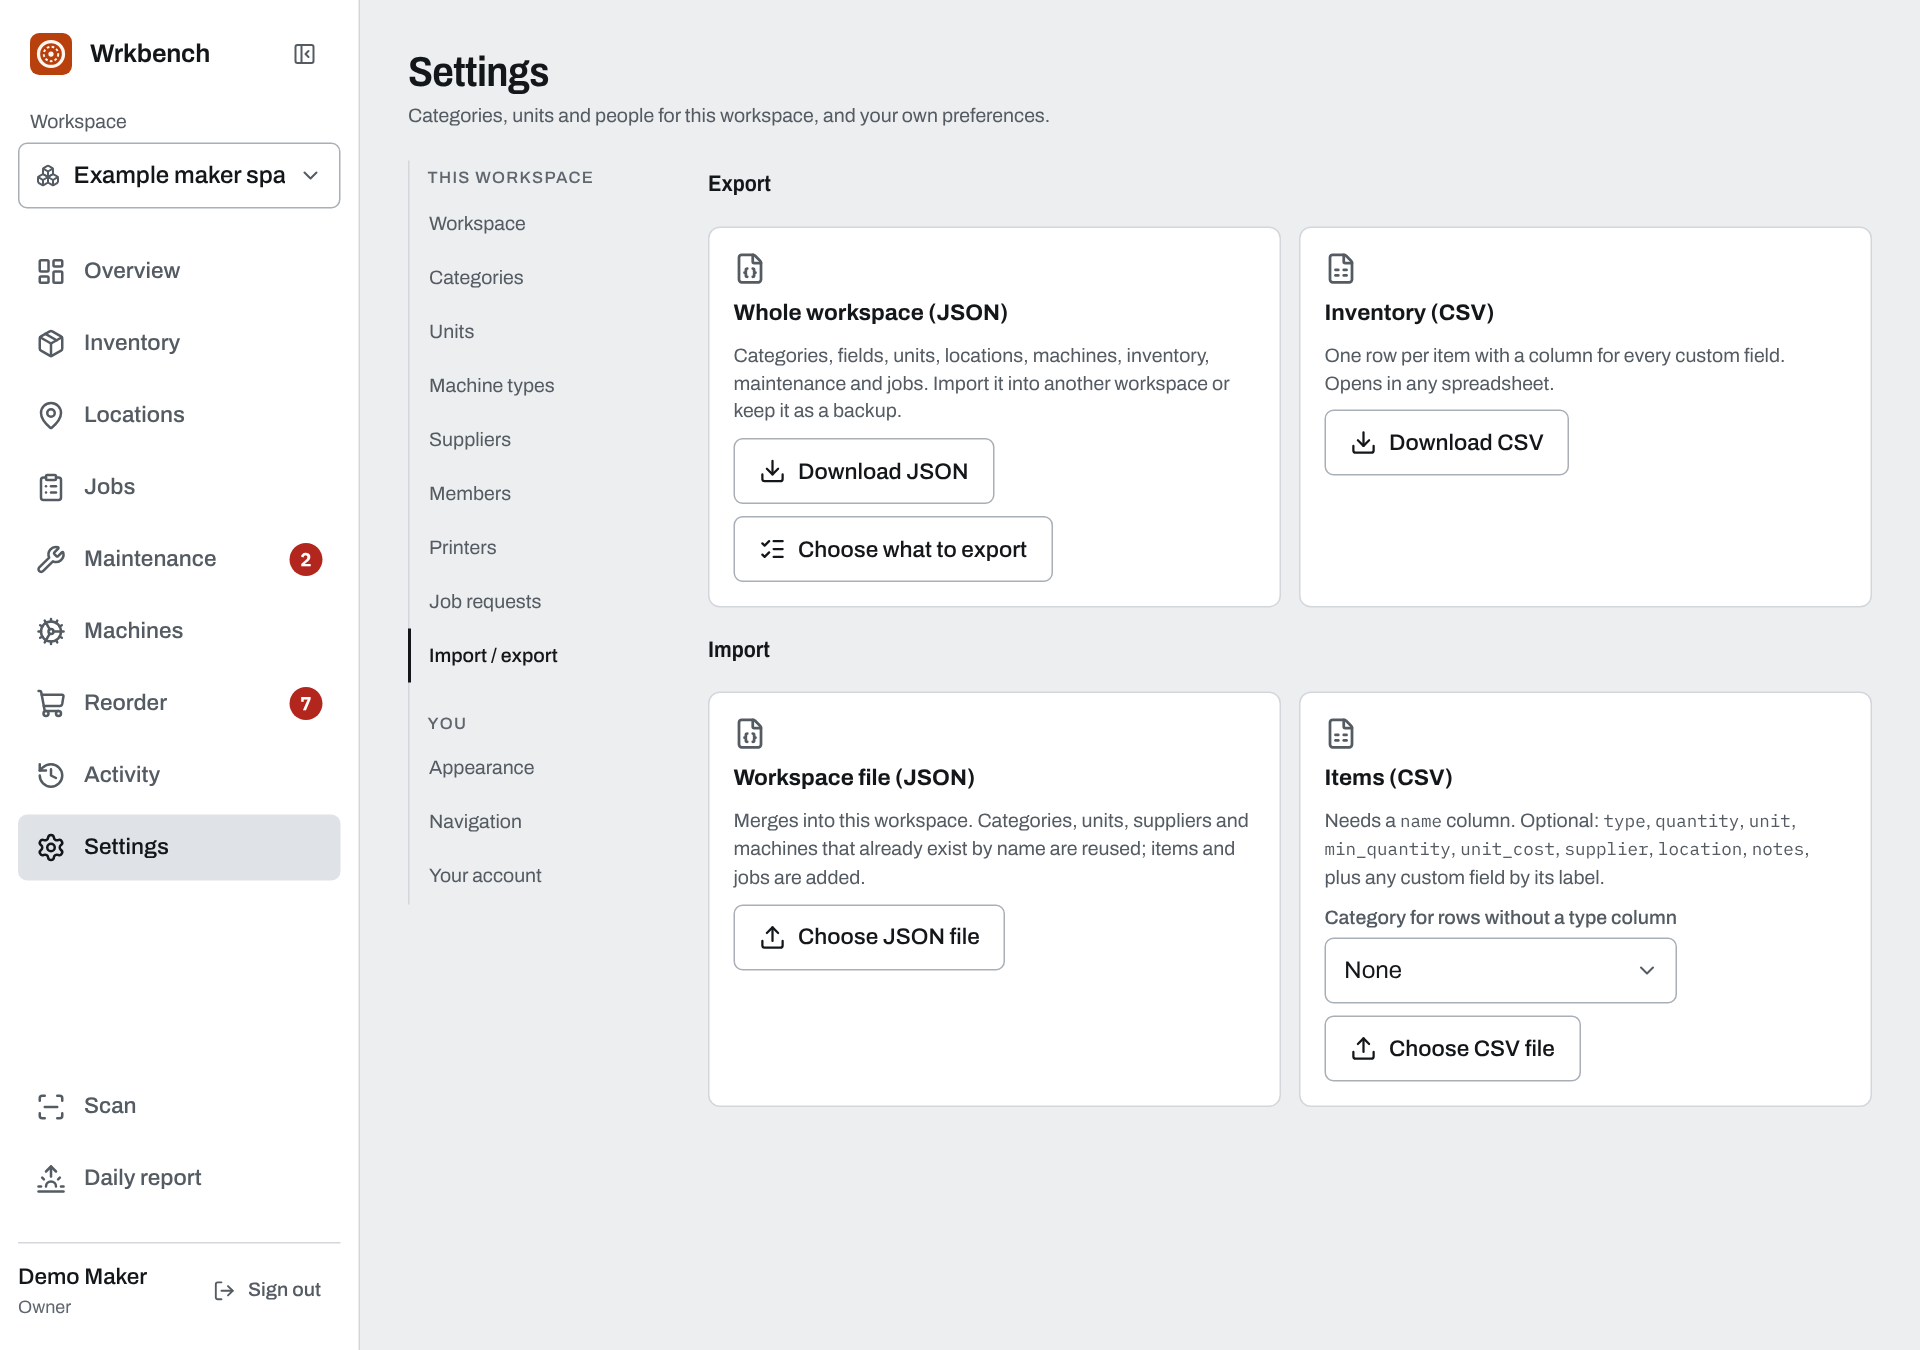 Wrkbench
Workspace
Example maker spa
Overview
Inventory
Locations
Jobs
Maintenance
2
Machines
Reorder
7
Activity
Settings
Scan
Daily report
Demo Maker
Owner
Sign out
Settings
Categories, units and people for this workspace, and your own preferences.
THIS WORKSPACE
Workspace
Categories
Units
Machine types
Suppliers
Members
Printers
Job requests
Import / export
YOU
Appearance
Navigation
Your account
Export
Whole workspace (JSON)
Categories, fields, units, locations, machines, inventory,
maintenance and jobs. Import it into another workspace or
keep it as a backup.
Download JSON
Choose what to export
Inventory (CSV)
One row per item with a column for every custom field.
Opens in any spreadsheet.
Download CSV
Import
Workspace file (JSON)
Merges into this workspace. Categories, units, suppliers and
machines that already exist by name are reused; items and
jobs are added.
Choose JSON file
Items (CSV)
Needs a name column. Optional: type, quantity, unit,
min_quantity, unit_cost, supplier, location, notes,
plus any custom field by its label.
Category for rows without a type column
None
Choose CSV file